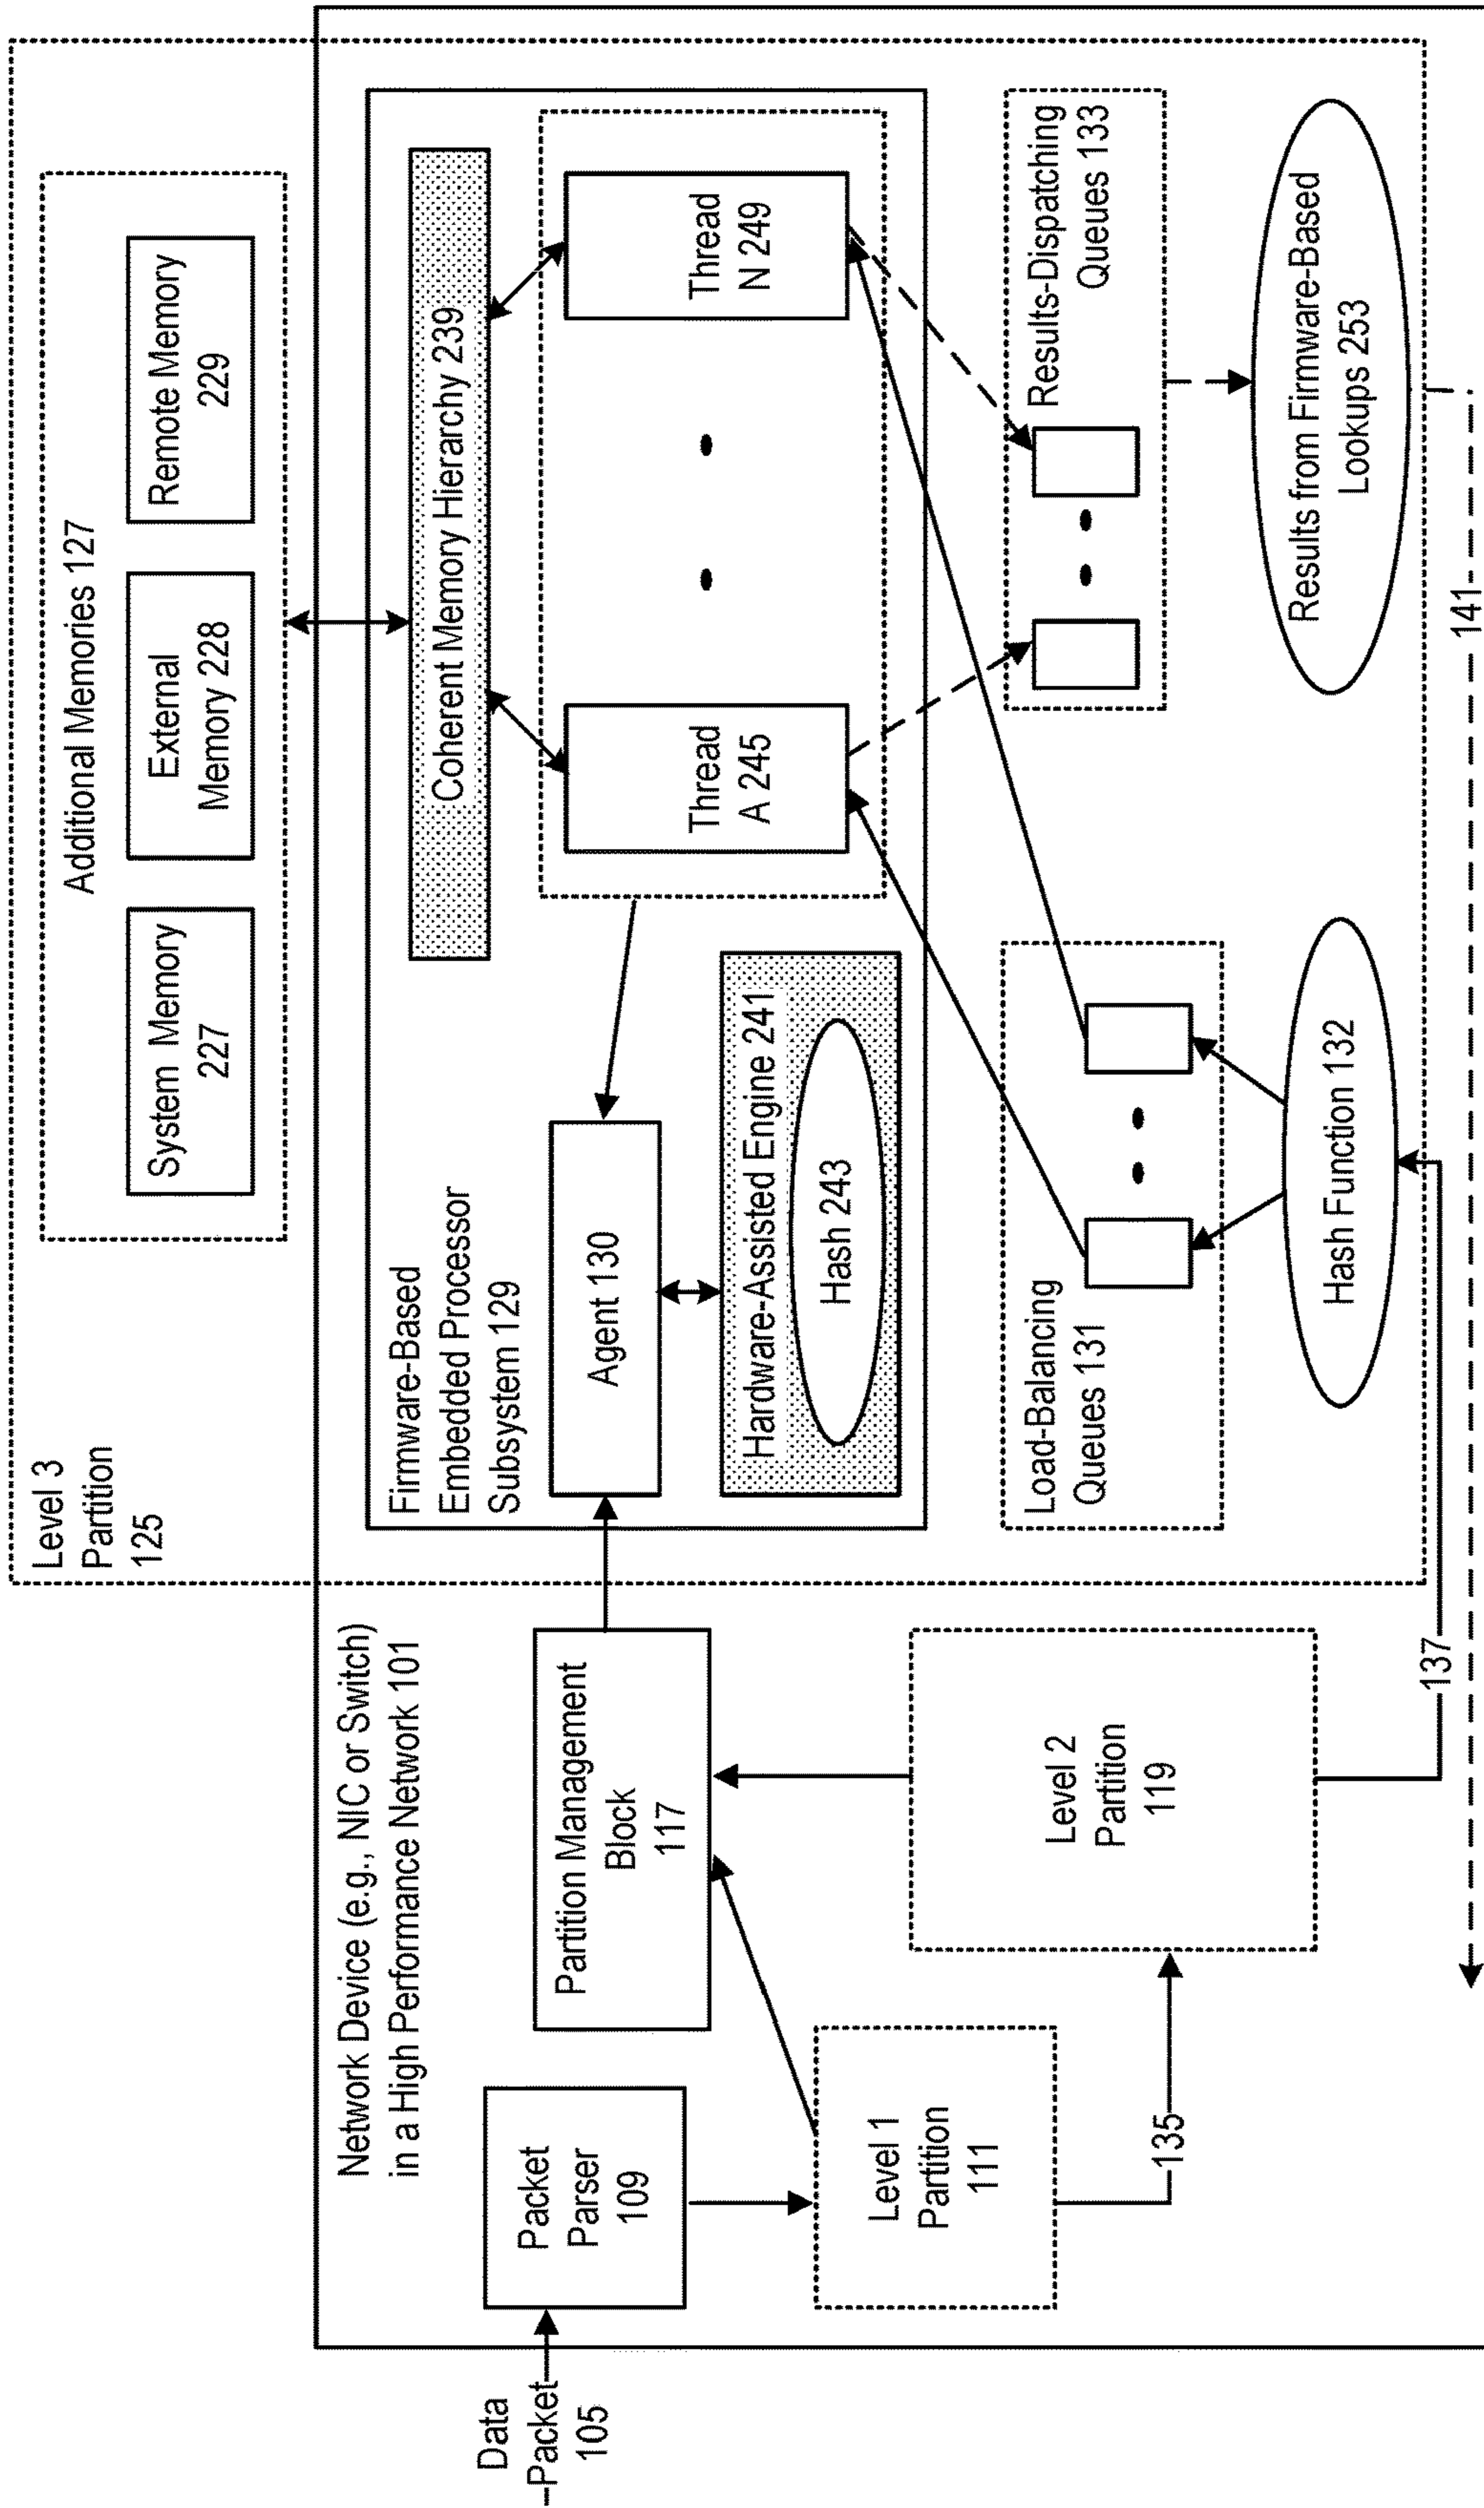 Level 3
Partition
125
Additional Memories 127
System Memory
227
External
Memory 228
Remote Memory
229
Network Device (e.g., NIC or Switch)
in a High Performance Network 101
Data
Packet
105
Packet
Parser
109
Partition Management
Block
117
Level 1
Partition
111
135
Level 2
Partition
119
137
Firmware-Based
Embedded Processor
Subsystem 129
Agent 130
Hardware-Assisted Engine 241
Hash 243
Coherent Memory Hierarchy 239
Thread
A 245
Thread
N 249
Load-Balancing
Queues 131
Hash Function 132
Results-Dispatching
Queues 133
Results from Firmware-Based
Lookups 253
141